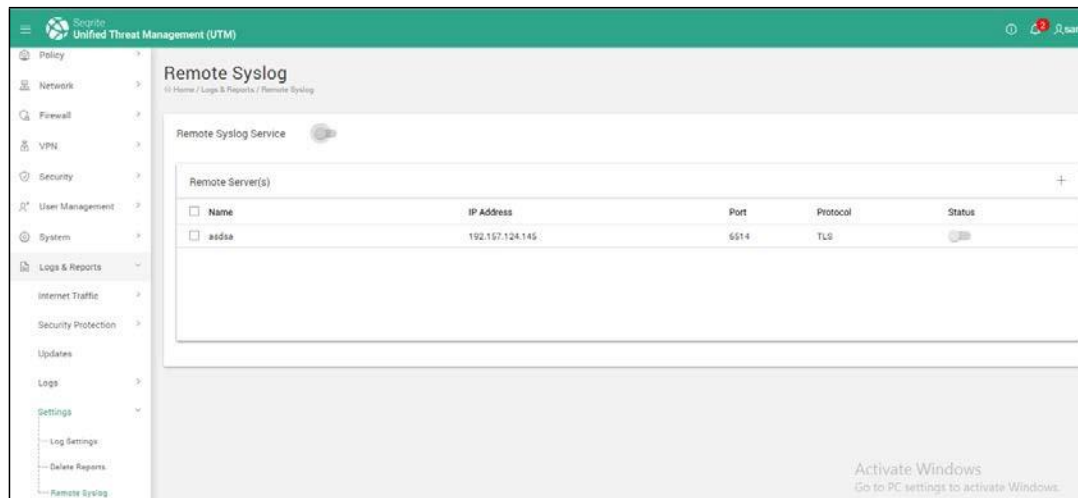 Seqrite
Unified Threat Management (UTM)
2
Policy
Network
Firewall
VPN
Security
User Management
System
Logs & Reports
Internet Traffic
Security Protection
Updates
Logs
Settings
Log Settings
Delete Reports
Remote Syslog
Remote Syslog
Home / Logs & Reports / Remote Syslog
Remote Syslog Service
Remote Server(s)
Name IP Address Port Protocol Status
asdsa 192.157.124.145 6514 TLS
Activate Windows
Go to PC settings to activate Windows.